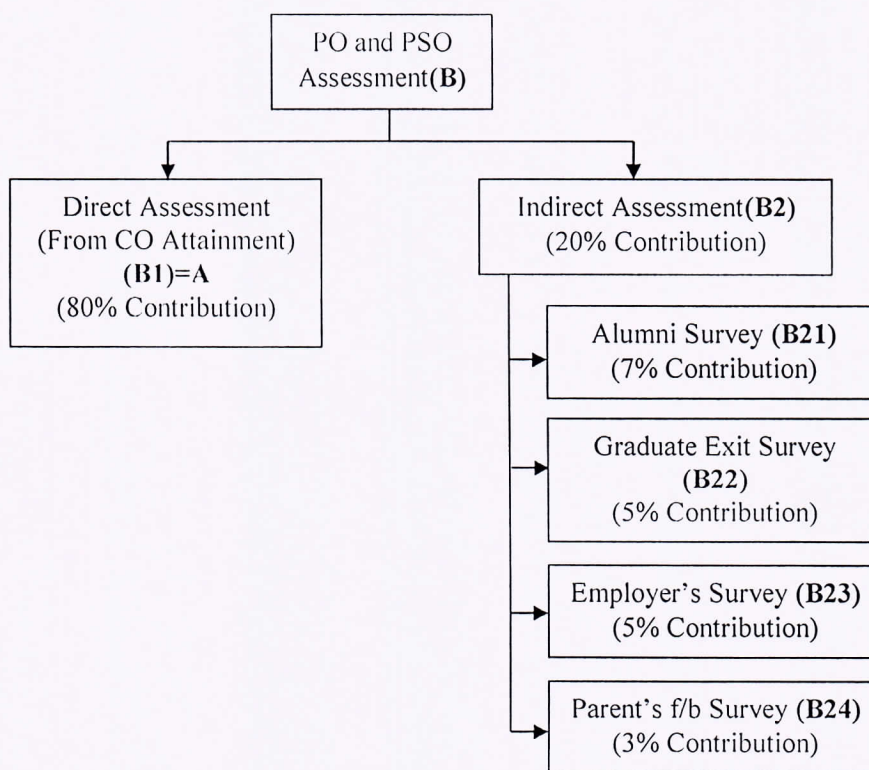 PO and PSO
Assessment(B)
Direct Assessment
(From CO Attainment)
(B1)=A
(80% Contribution)
Indirect Assessment(B2)
(20% Contribution)
Alumni Survey (B21)
(7% Contribution)
Graduate Exit Survey
(B22)
(5% Contribution)
Employer's Survey (B23)
(5% Contribution)
Parent's f/b Survey (B24)
(3% Contribution)